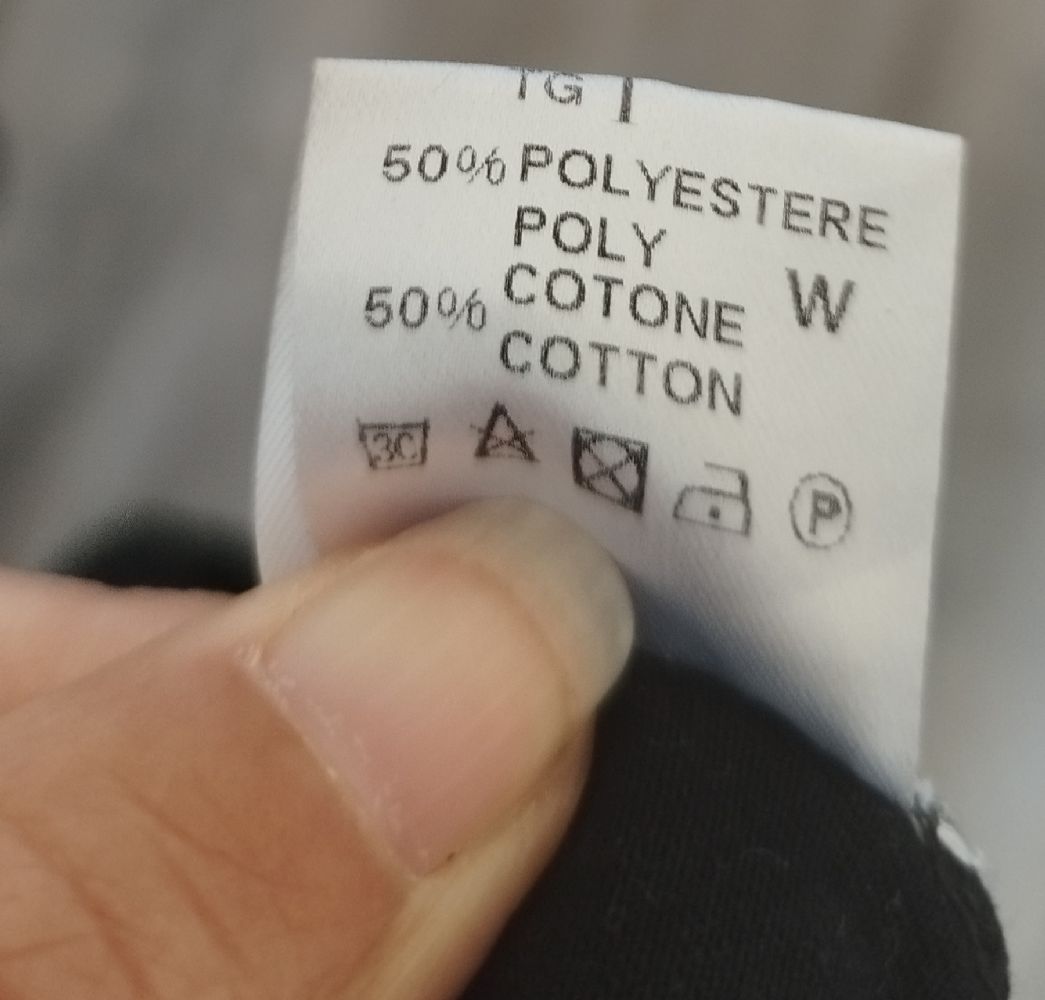 TG
50% POLYESTERE
POLY
W
50% COTONE
COTTON
3C
P